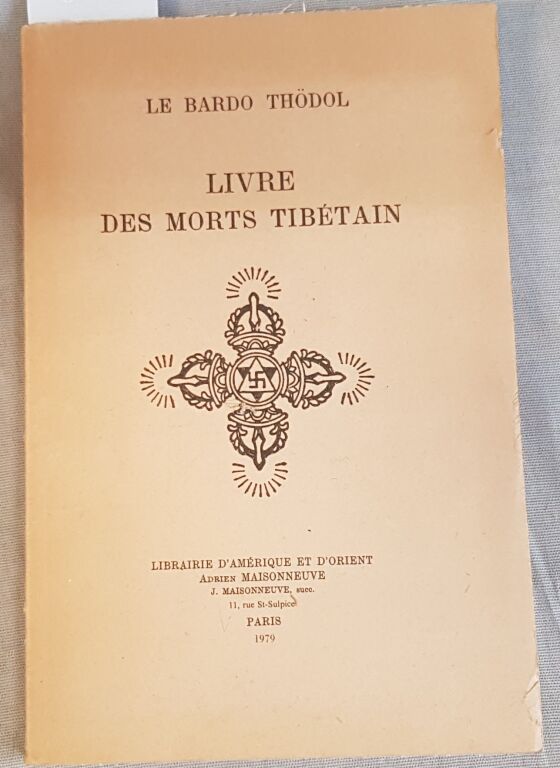 LE BARDO THÖDOL
LIVRE
DES MORTS TIBÉTAIN
LIBRAIRIE D'AMÉRIQUE ET D'ORIENT
ADRIEN MAISONNEUVE
J. MAISONNEUVE, succ.
11, rue St-Sulpice
PARIS
1979